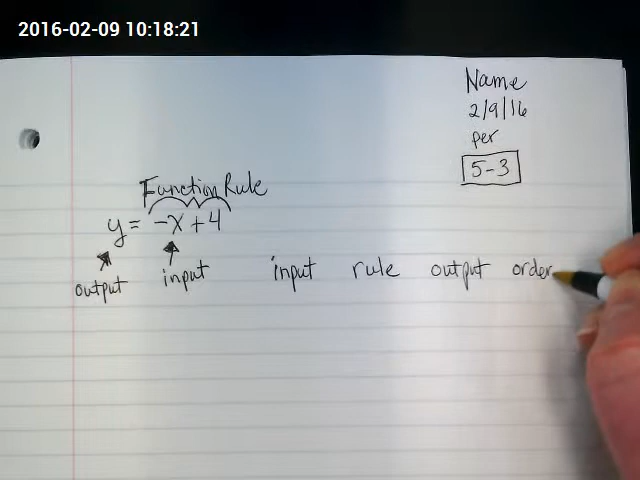 2016-02-09 10:18:21
Name
2/9/16
per
5-3
Function Rule
y = -x + 4
output input input rule output order